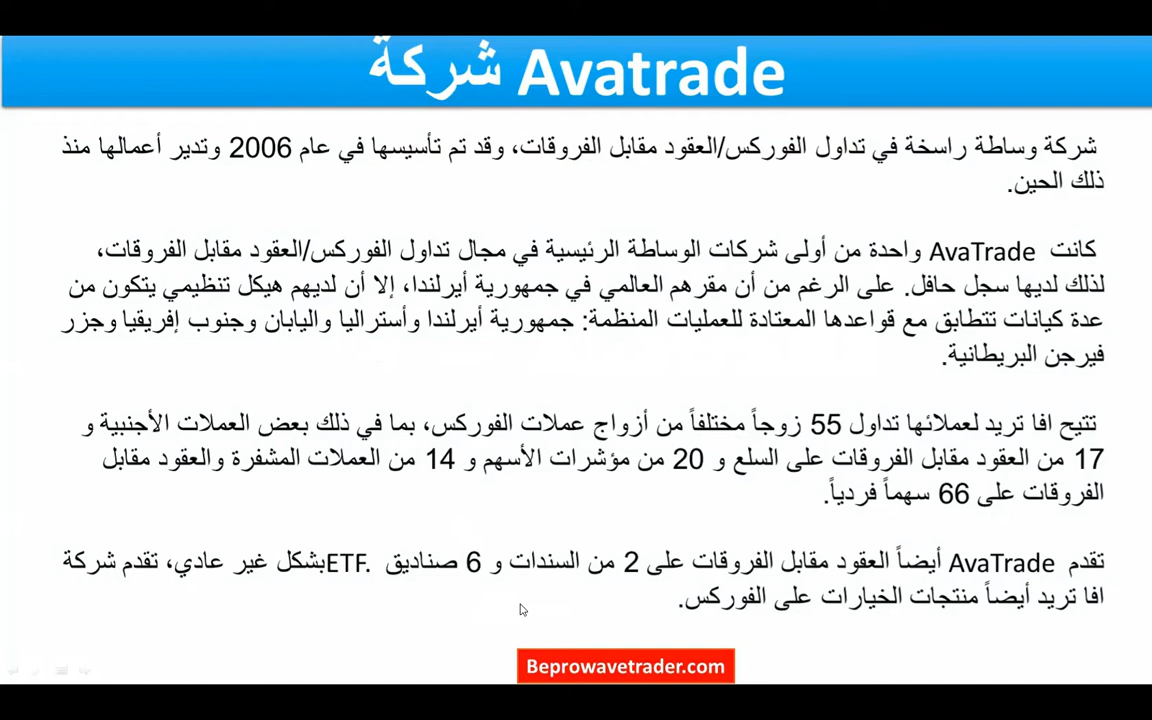 شركة Avatrade
شركة وساطة راسخة في تداول الفوركس/العقود مقابل الفروقات، وقد تم تأسيسها في عام 2006 وتدير أعمالها منذ
ذلك الحين.
كانت AvaTrade واحدة من أولى شركات الوساطة الرئيسية في مجال تداول الفوركس/العقود مقابل الفروقات،
لذلك لديها سجل حافل. على الرغم من أن مقرهم العالمي في جمهورية أيرلندا، إلا أن لديهم هيكل تنظيمي يتكون من
عدة كيانات تتطابق مع قواعدها المعتادة للعمليات المنظمة: جمهورية أيرلندا وأستراليا واليابان وجنوب إفريقيا وجزر
فيرجن البريطانية.
تتيح افا تريد لعملائها تداول 55 زوجاً مختلفاً من أزواج عملات الفوركس، بما في ذلك بعض العملات الأجنبية و
17 من العقود مقابل الفروقات على السلع و 20 من مؤشرات الأسهم و 14 من العملات المشفرة والعقود مقابل
الفروقات على 66 سهماً فردياً.
تقدم AvaTrade أيضاً العقود مقابل الفروقات على 2 من السندات و 6 صناديق ETF. بشكل غير عادي، تقدم شركة
افا تريد أيضاً منتجات الخيارات على الفوركس.
Beprowavetrader.com